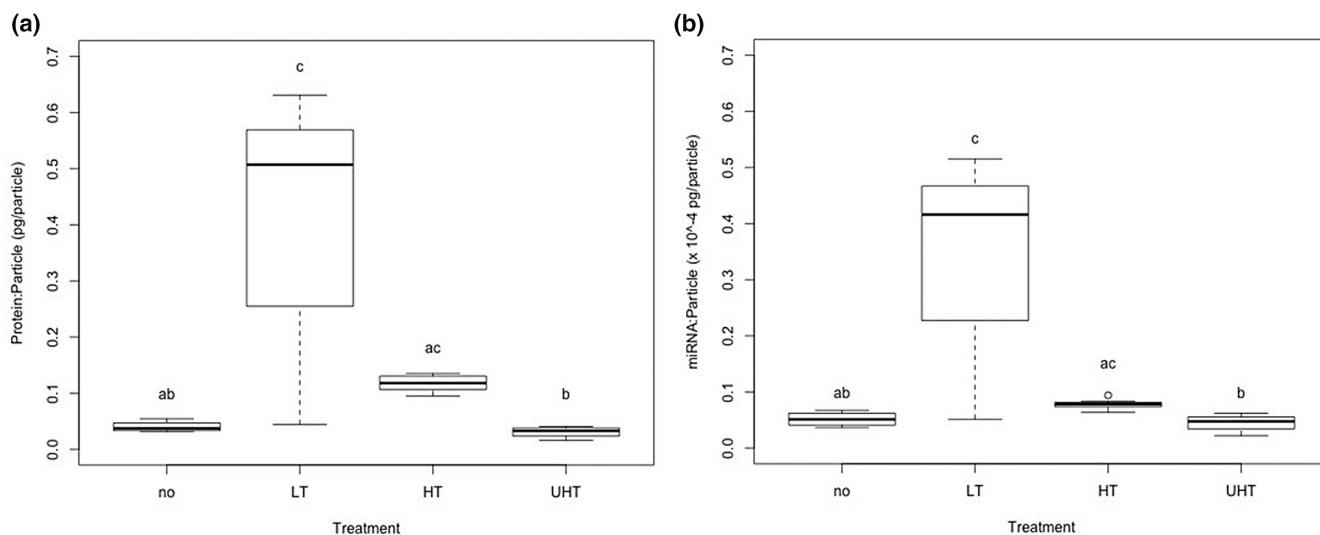 (a)
Protein:Particle (pg/particle)
0.7
0.6
0.5
0.4
0.3
0.2
0.1
0.0
ab
c
ac
b
no LT HT UHT
Treatment
(b)
miRNA:Particle (x 10^-4 pg/particle)
0.7
0.6
0.5
0.4
0.3
0.2
0.1
0.0
ab
c
ac
b
no LT HT UHT
Treatment